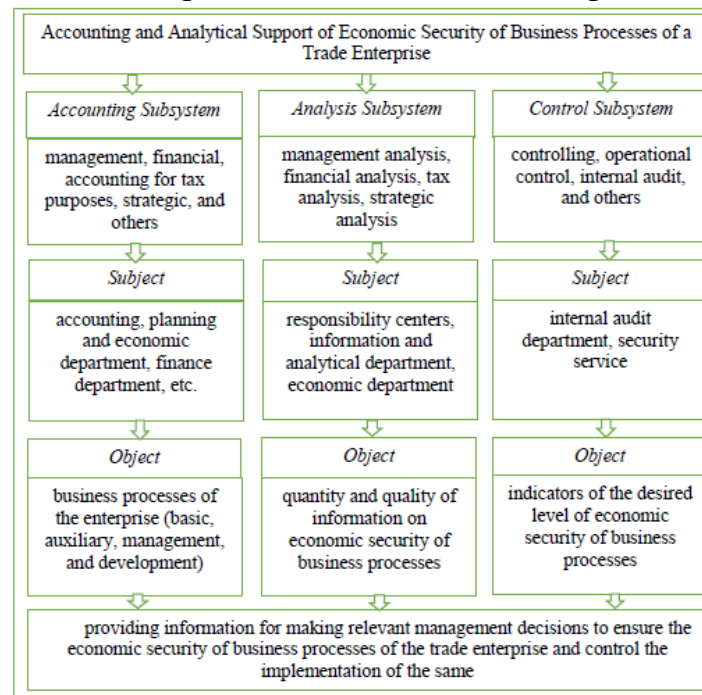 Accounting and Analytical Support of Economic Security of Business Processes of a
Trade Enterprise
Accounting Subsystem
management, financial,
accounting for tax
purposes, strategic, and
others
Subject
accounting, planning
and economic
department, finance
department, etc.
Object
business processes of
the enterprise (basic,
auxiliary, management,
and development)
Analysis Subsystem
management analysis,
financial analysis, tax
analysis, strategic
analysis
Subject
responsibility centers,
information and
analytical department,
economic department
Object
quantity and quality of
information on
economic security of
business processes
Control Subsystem
controlling, operational
control, internal audit,
and others
Subject
internal audit
department, security
service
Object
indicators of the desired
level of economic
security of business
processes
providing information for making relevant management decisions to ensure the
economic security of business processes of the trade enterprise and control the
implementation of the same